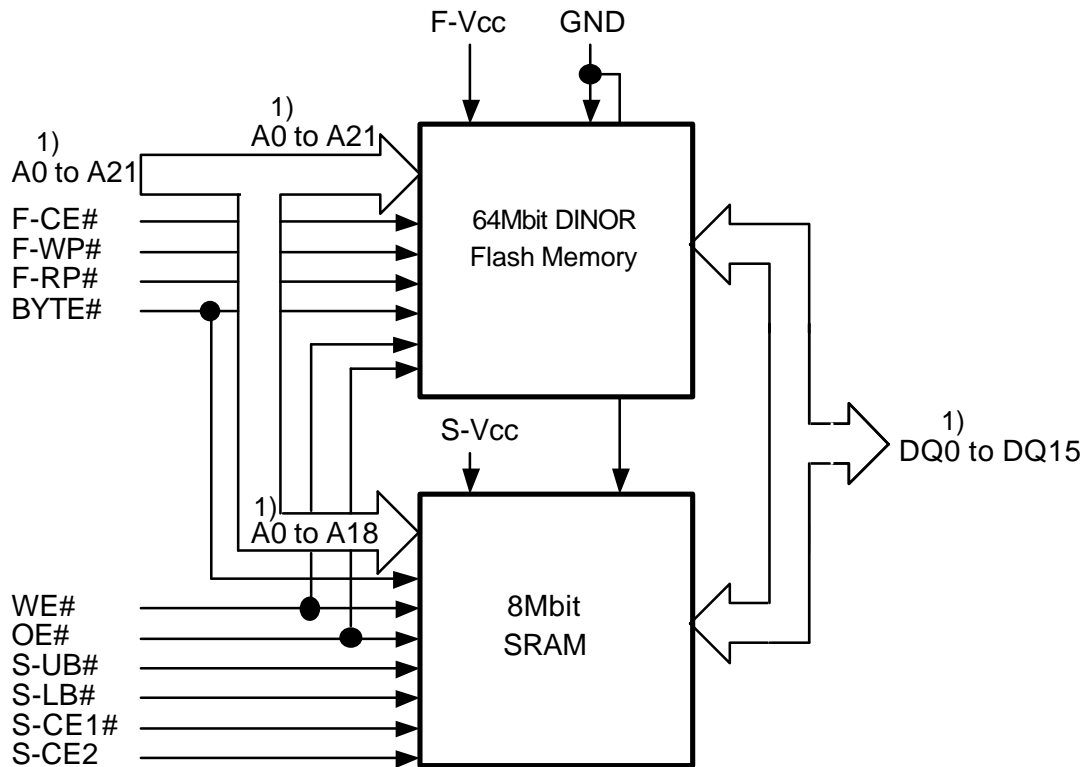 F-Vcc
GND
1)
A0 to A21
1)
A0 to A21
F-CE#
F-WP#
F-RP#
BYTE#
64Mbit DINOR
Flash Memory
S-Vcc
1)
DQ0 to DQ15
1)
A0 to A18
WE#
OE#
S-UB#
S-LB#
S-CE1#
S-CE2
8Mbit
SRAM